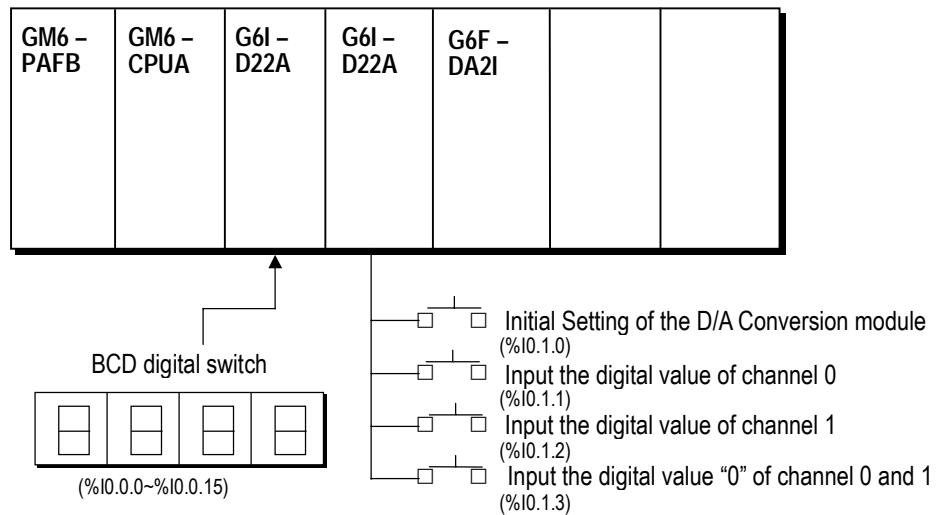 GM6 –
PAFB
GM6 –
CPUA
G6I –
D22A
G6I –
D22A
G6F –
DA2I
Initial Setting of the D/A Conversion module
(%I0.1.0)
BCD digital switch
Input the digital value of channel 0
(%I0.1.1)
Input the digital value of channel 1
(%I0.1.2)
Input the digital value “0” of channel 0 and 1
(%I0.1.3)
(%I0.0.0~%I0.0.15)